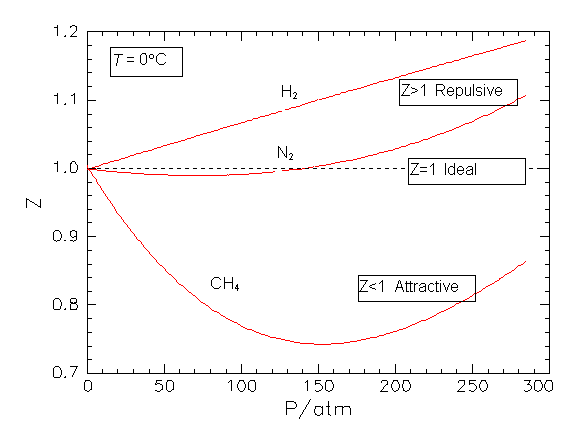 1.2
T = 0°C
H₂
Z>1 Repulsive
1.1
N₂
1.0
Z=1 Ideal
Z
0.9
CH₄
Z<1 Attractive
0.8
0.7
0 50 100 150 200 250 300
P/atm